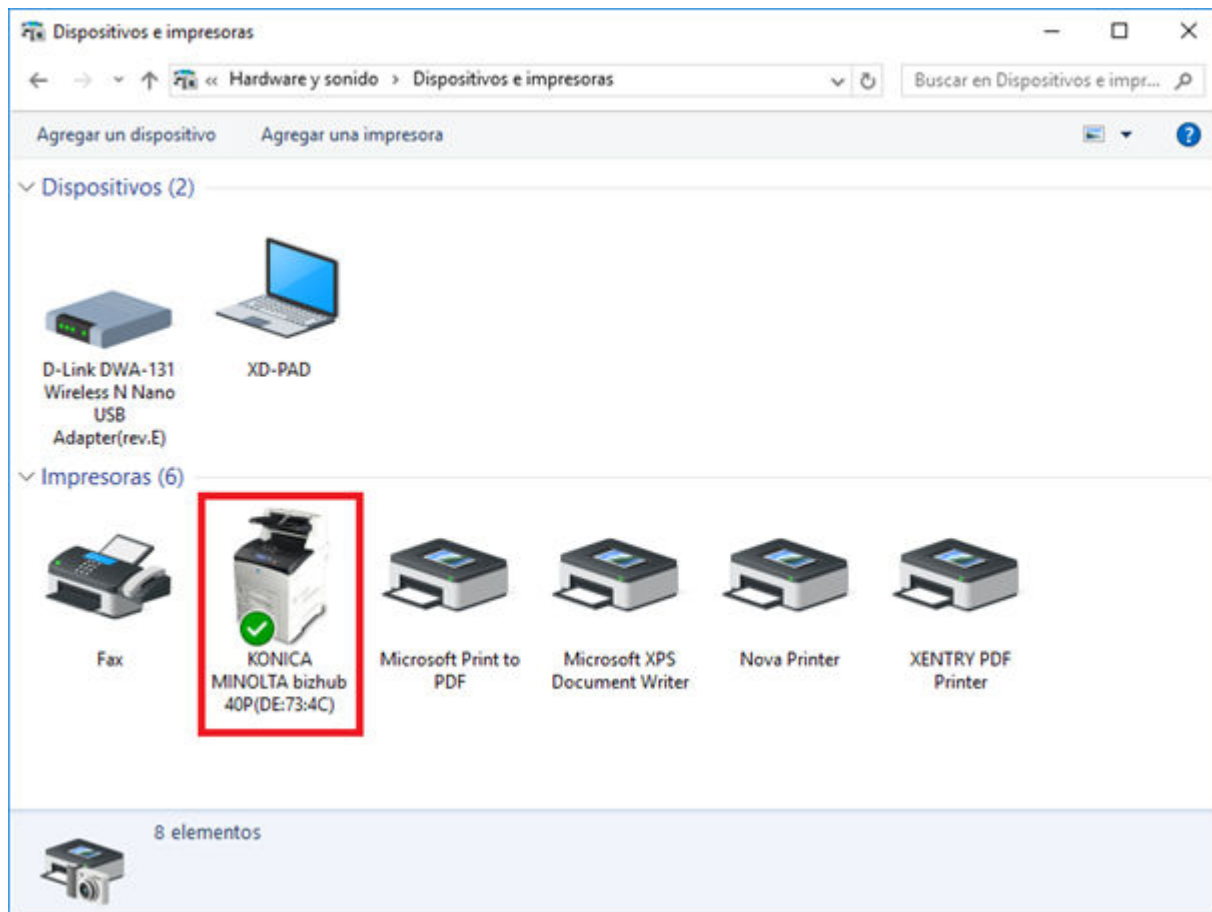 Dispositivos e impresoras
« Hardware y sonido > Dispositivos e impresoras
Buscar en Dispositivos e impr...
Agregar un dispositivo Agregar una impresora
Dispositivos (2)
D-Link DWA-131
Wireless N Nano
USB
Adapter(rev.E)
XD-PAD
Impresoras (6)
Fax
KONICA
MINOLTA bizhub
40P(DE:73:4C)
Microsoft Print to
PDF
Microsoft XPS
Document Writer
Nova Printer
XENTRY PDF
Printer
8 elementos